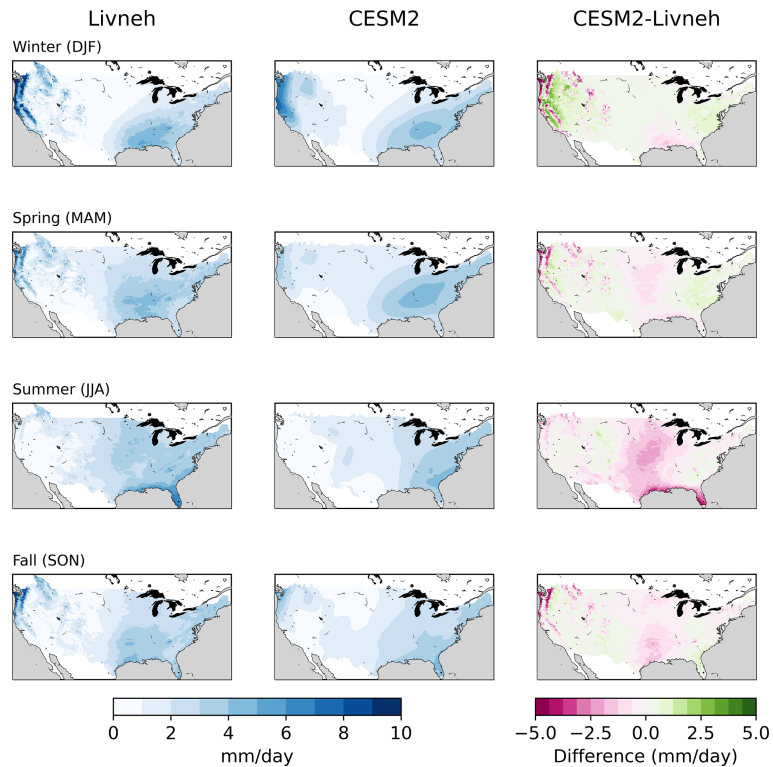 Livneh CESM2 CESM2-Livneh
Winter (DJF)
Spring (MAM)
Summer (JJA)
Fall (SON)
0 2 4 6 8 10
mm/day
−5.0 −2.5 0.0 2.5 5.0
Difference (mm/day)